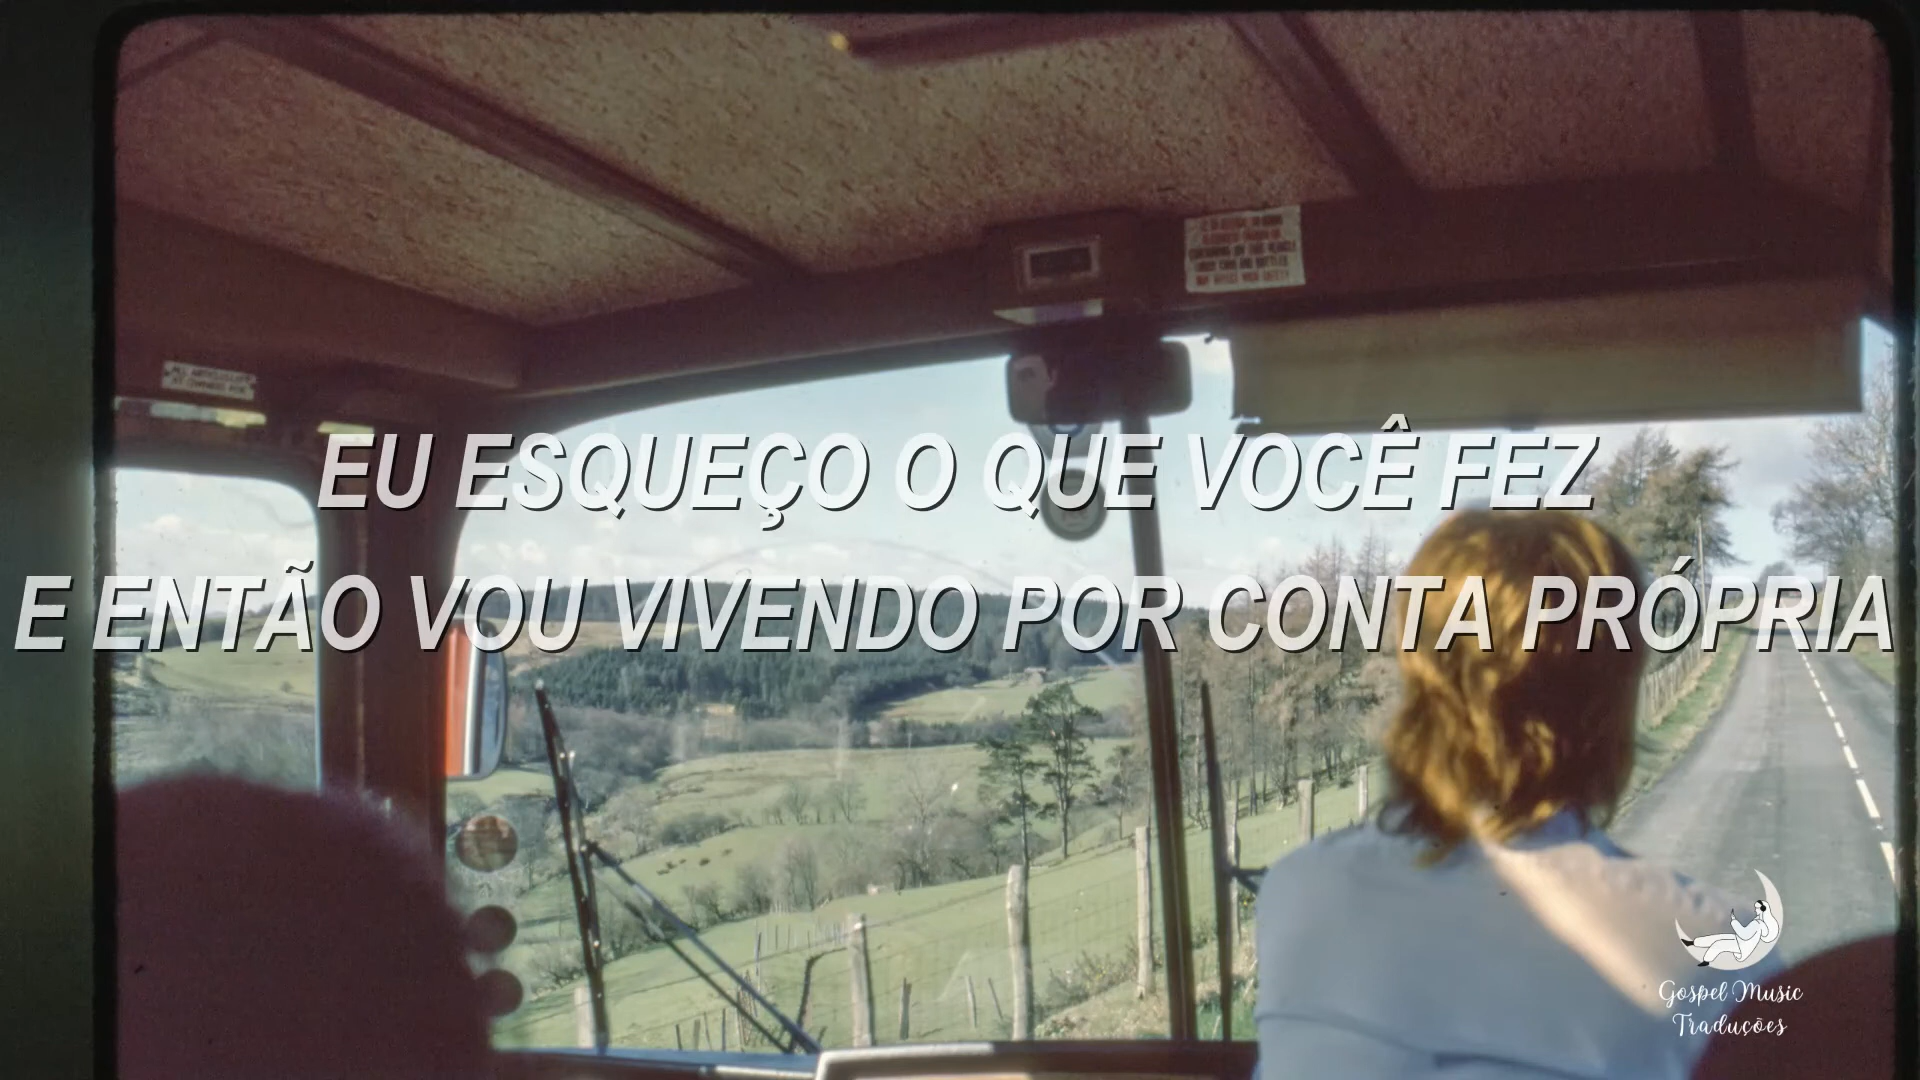 EU ESQUEÇO O QUE VOCÊ FEZ
E ENTÃO VOU VIVENDO POR CONTA PRÓPRIA
Gospel Music
Traduções